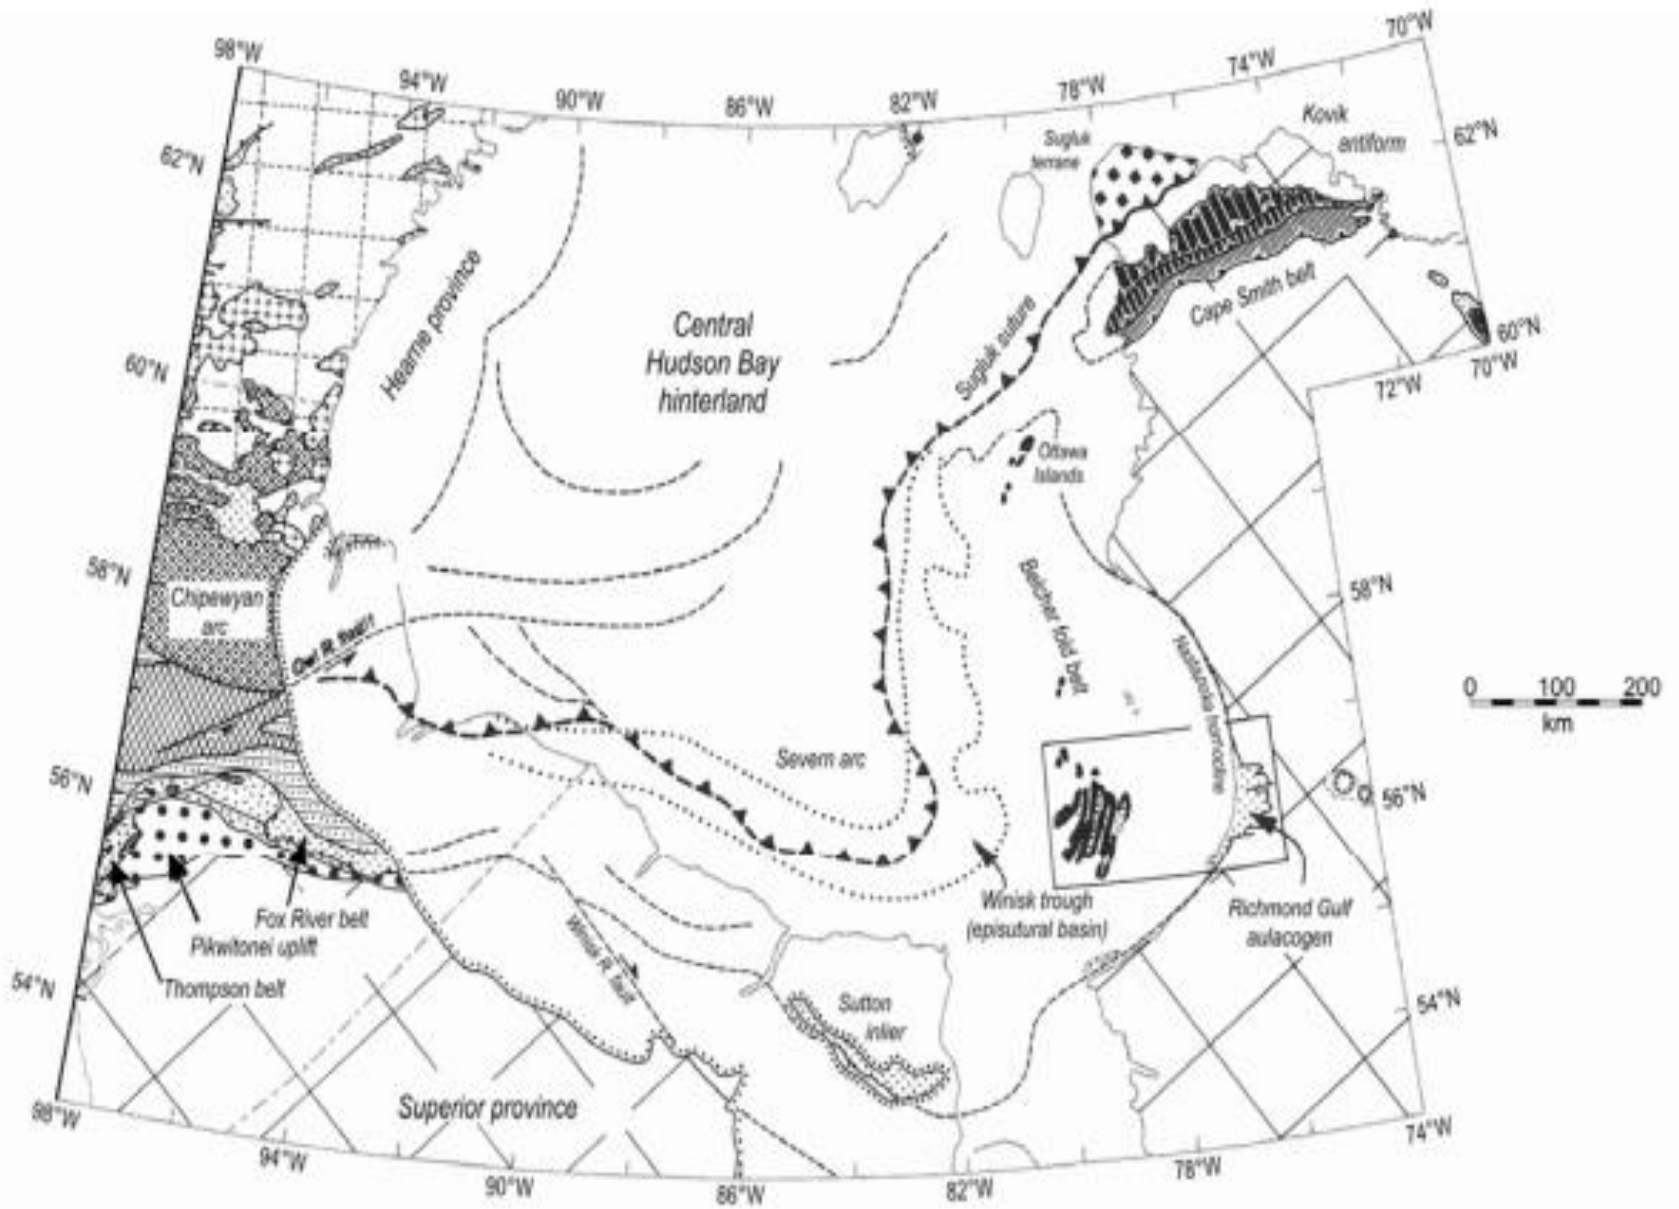 98°W
94°W
90°W
86°W
82°W
78°W
74°W
70°W
62°N
Sugluk
terrane
Kovik
antiform
62°N
Hearne province
Central
Hudson Bay
hinterland
Sugluk suture
Cape Smith belt
60°N
70°W
72°W
70°W
60°N
Ottawa
Islands
58°N
Chipewyan
arc
Owl R. fault
Belcher fold belt
58°N
Nastapoka homocline
0 100 200
km
56°N
Severn arc
56°N
Fox River belt
Pikwitonei uplift
Thompson belt
Winisk trough
(episutural basin)
Richmond Gulf
aulacogen
Winisk R. fault
54°N
Sutton
inlier
54°N
Superior province
98°W
94°W
90°W
86°W
82°W
78°W
74°W